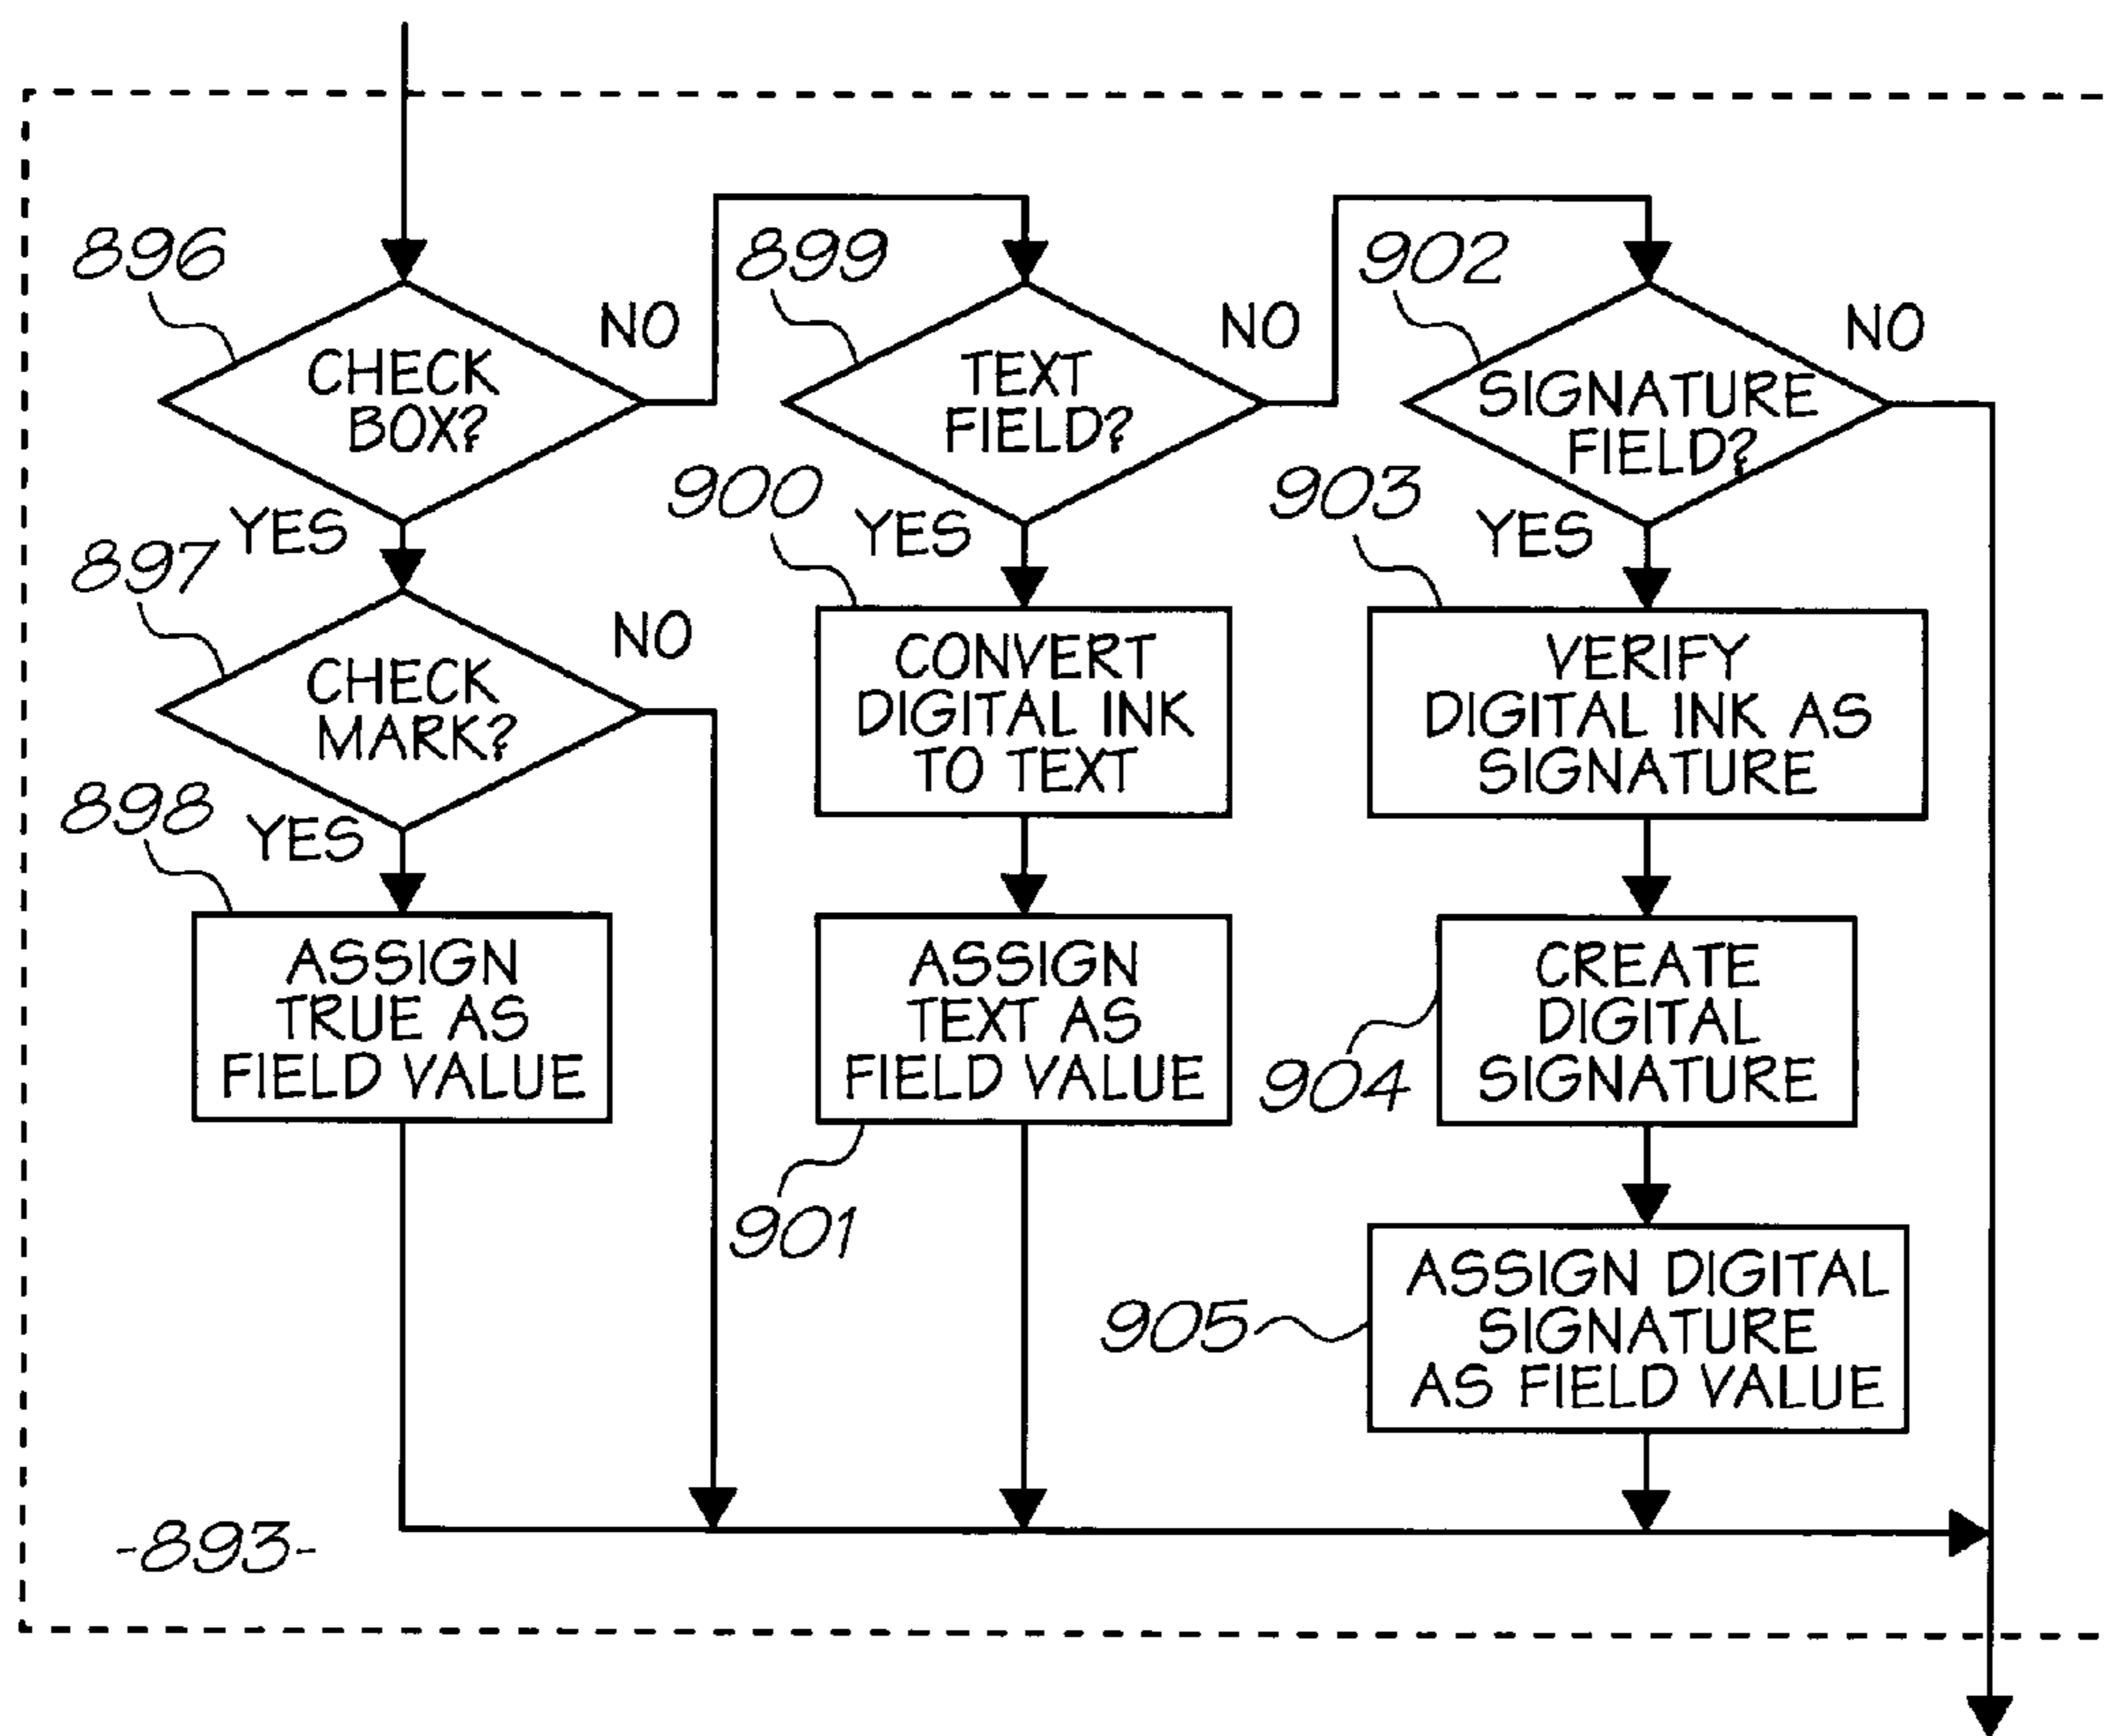 896
CHECK
BOX?
NO
YES
897
CHECK
MARK?
NO
898
YES
ASSIGN
TRUE AS
FIELD VALUE
899
TEXT
FIELD?
NO
900
YES
CONVERT
DIGITAL INK
TO TEXT
ASSIGN
TEXT AS
FIELD VALUE
901
902
SIGNATURE
FIELD?
NO
903
YES
VERIFY
DIGITAL INK AS
SIGNATURE
CREATE
DIGITAL
SIGNATURE
904
ASSIGN DIGITAL
SIGNATURE
AS FIELD VALUE
905
-893-